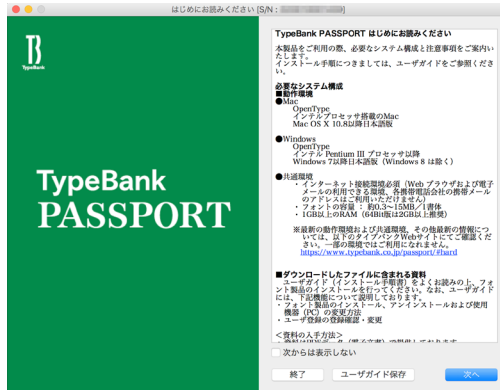 はじめにお読みください [S/N :
TypeBank
TypeBank
PASSPORT
TypeBank PASSPORT はじめにお読みください
本製品をご利用の際、必要なシステム構成と注意事項をご案内い
たします。
インストール手順につきましては、ユーザガイドをご参照くださ
い。
必要なシステム構成
■動作環境
●Mac
OpenType
インテルプロセッサ搭載のMac
Mac OS X 10.8以降日本語版
●Windows
OpenType
インテル Pentium III プロセッサ以降
Windows 7以降日本語版（Windows 8 は除く）
●共通環境
・インターネット接続環境必須（Web ブラウザおよび電子
メールの利用できる環境、各携帯電話会社の携帯メール
のアドレスはご利用いただけません）
・フォントの容量 ： 約0.3〜15MB／1書体
・1GB以上のRAM（64Bit版は2GB以上推奨）
※最新の動作環境および共通環境、その他最新の情報につ
いては、以下のタイプバンクWebサイトにてご確認くだ
さい。一部の環境ではご利用になれません。
https://www.typebank.co.jp/passport/#hard
■ダウンロードしたファイルに含まれる資料
ユーザガイド（インストール手順書）をよくお読みの上、フォ
ント製品のインストールを行ってください。なお、ユーザガイド
には、下記機能について説明しております。
・フォント製品のインストール、アンインストールおよび使用
機器（PC）の変更方法
・ユーザ登録の登録確認・変更
＜資料の入手方法＞
次からは表示しない
終了
ユーザガイド保存
次へ